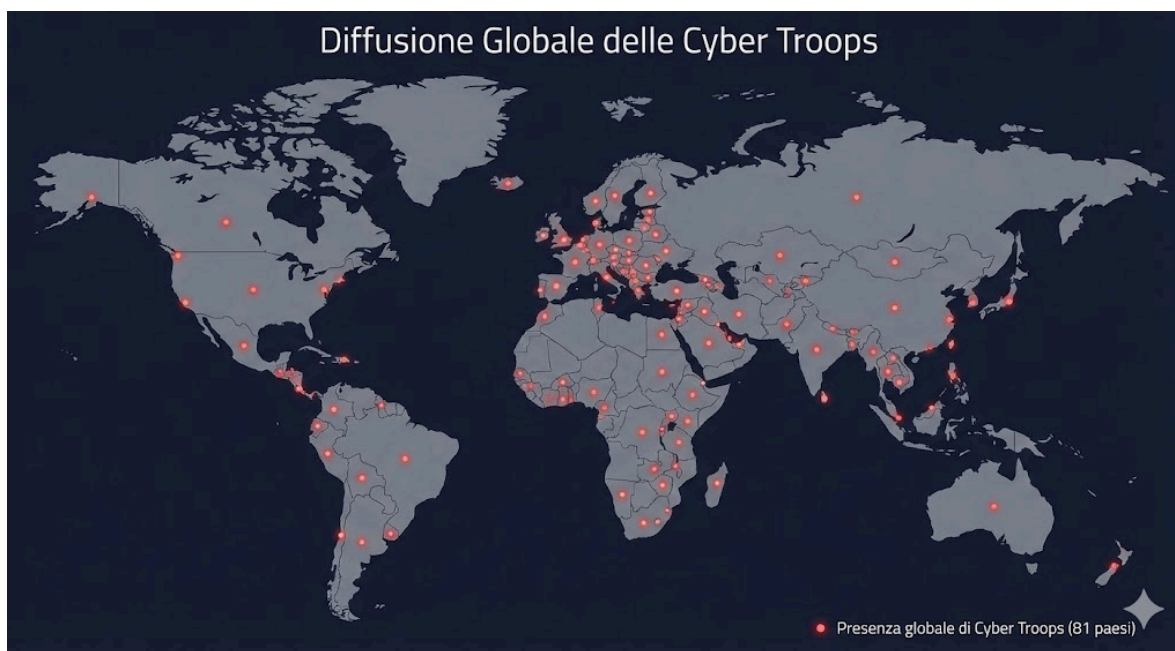 Diffusione Globale delle Cyber Troops
Presenza globale di Cyber Troops (81 paesi)